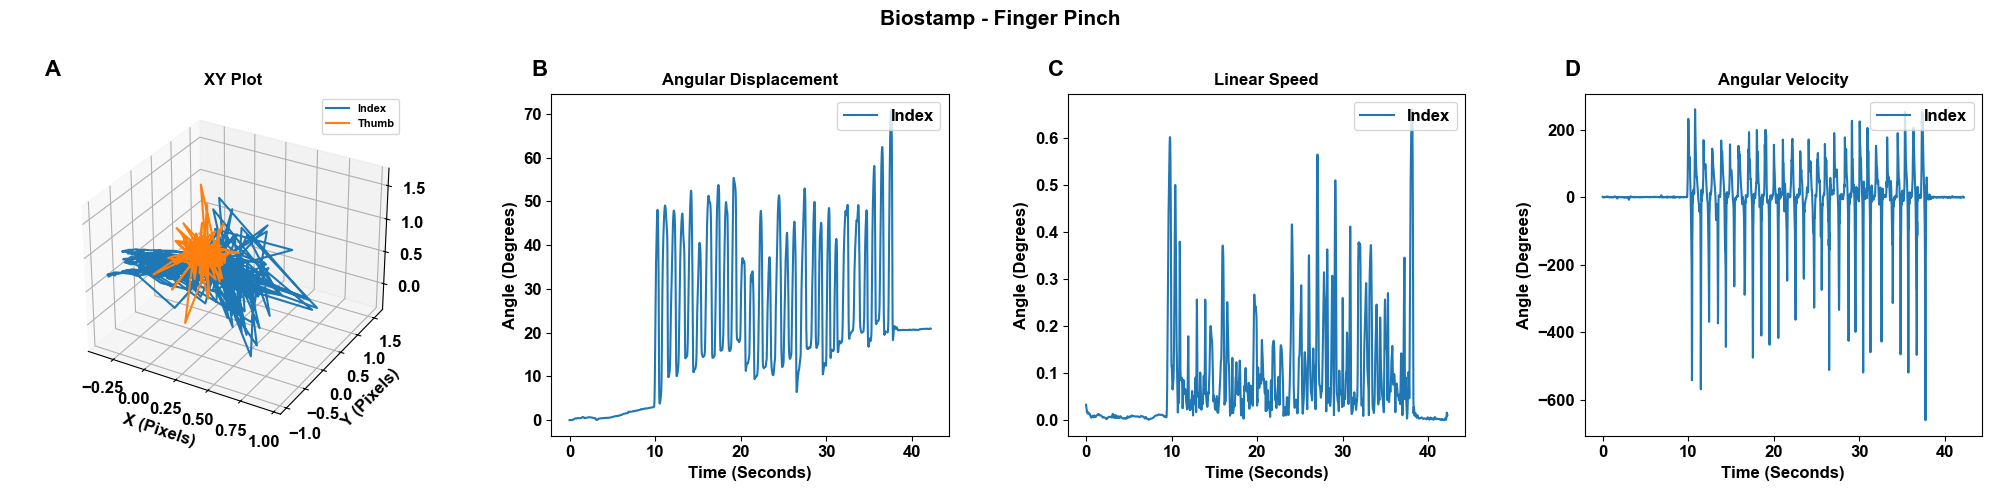 Biostamp - Finger Pinch
A
XY Plot
Index
Thumb
1.5
1.0
0.5
0.0
−0.25
0.00
0.25
0.50
0.75
1.00
X (Pixels)
−1.0
−0.5
0.0
0.5
1.0
1.5
Y (Pixels)
B
Angular Displacement
Index
70
60
50
40
30
20
10
0
Angle (Degrees)
0 10 20 30 40
Time (Seconds)
C
Linear Speed
Index
0.6
0.5
0.4
0.3
0.2
0.1
0.0
Angle (Degrees)
0 10 20 30 40
Time (Seconds)
D
Angular Velocity
Index
200
0
−200
−400
−600
Angle (Degrees)
0 10 20 30 40
Time (Seconds)